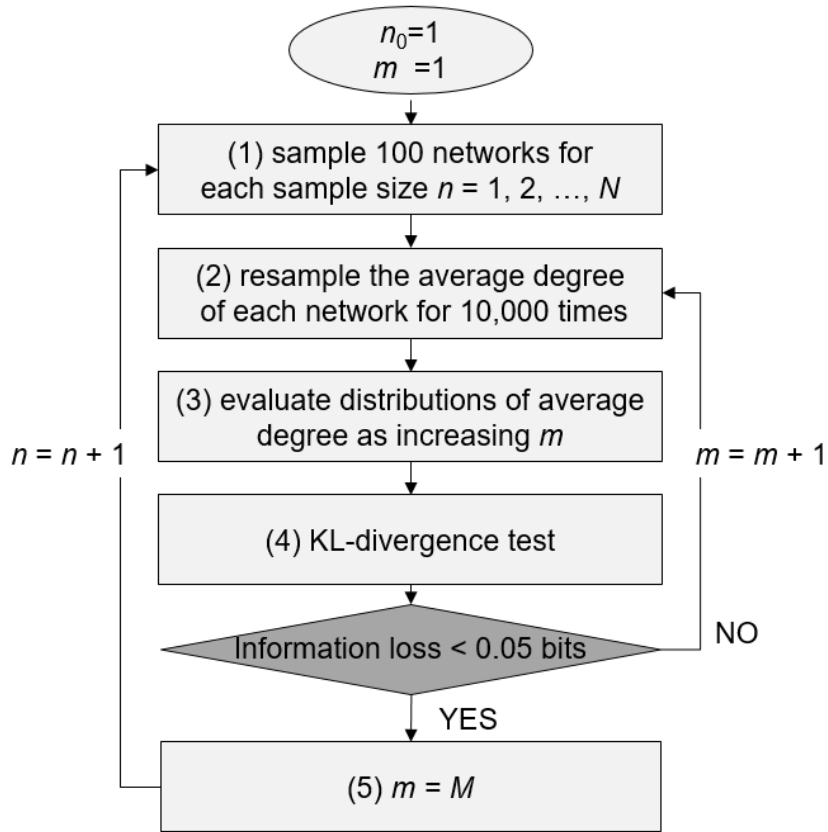 n₀=1
m =1
(1) sample 100 networks for
each sample size n = 1, 2, …, N
(2) resample the average degree
of each network for 10,000 times
(3) evaluate distributions of average
degree as increasing m
n = n + 1
m = m + 1
(4) KL-divergence test
Information loss < 0.05 bits
NO
YES
(5) m = M